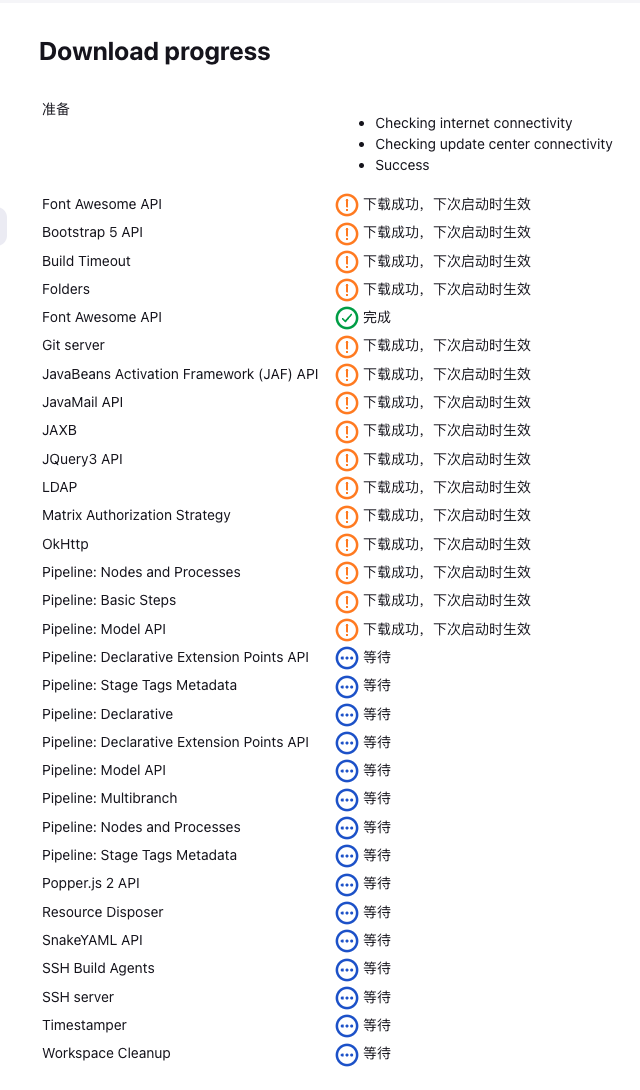 Download progress
准备
Checking internet connectivity
Checking update center connectivity
Success
Font Awesome API 下载成功，下次启动时生效
Bootstrap 5 API 下载成功，下次启动时生效
Build Timeout 下载成功，下次启动时生效
Folders 下载成功，下次启动时生效
Font Awesome API 完成
Git server 下载成功，下次启动时生效
JavaBeans Activation Framework (JAF) API 下载成功，下次启动时生效
JavaMail API 下载成功，下次启动时生效
JAXB 下载成功，下次启动时生效
JQuery3 API 下载成功，下次启动时生效
LDAP 下载成功，下次启动时生效
Matrix Authorization Strategy 下载成功，下次启动时生效
OkHttp 下载成功，下次启动时生效
Pipeline: Nodes and Processes 下载成功，下次启动时生效
Pipeline: Basic Steps 下载成功，下次启动时生效
Pipeline: Model API 下载成功，下次启动时生效
Pipeline: Declarative Extension Points API 等待
Pipeline: Stage Tags Metadata 等待
Pipeline: Declarative 等待
Pipeline: Declarative Extension Points API 等待
Pipeline: Model API 等待
Pipeline: Multibranch 等待
Pipeline: Nodes and Processes 等待
Pipeline: Stage Tags Metadata 等待
Popper.js 2 API 等待
Resource Disposer 等待
SnakeYAML API 等待
SSH Build Agents 等待
SSH server 等待
Timestamper 等待
Workspace Cleanup 等待